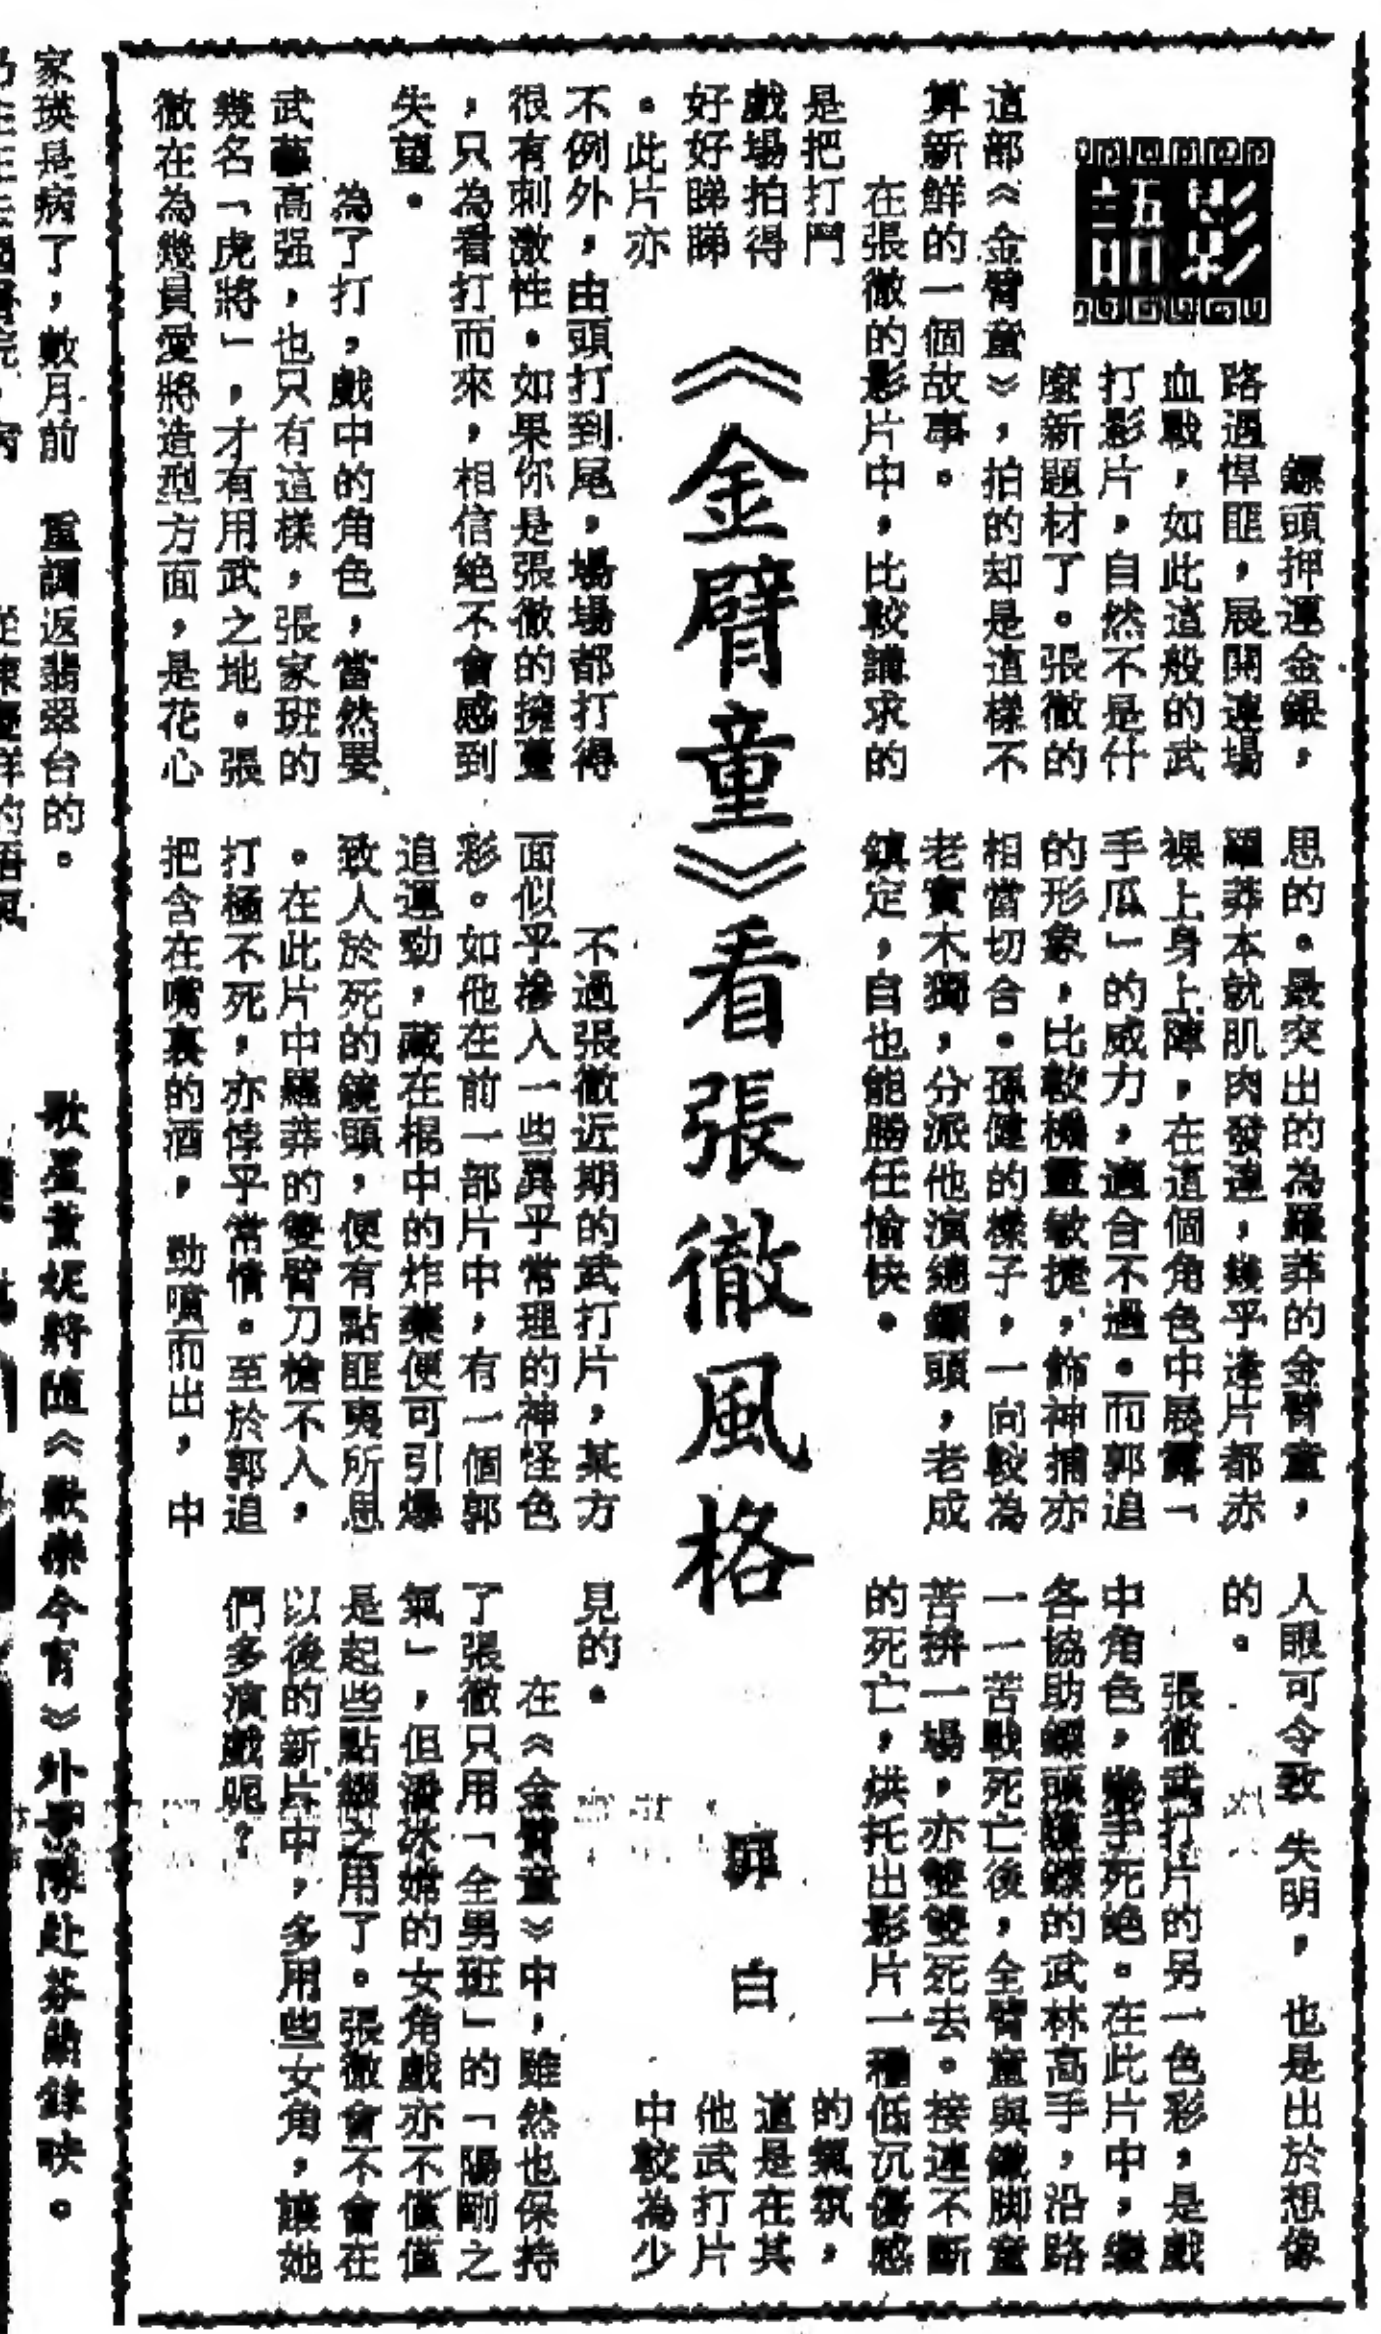 影話
《金臂童》看張徹風格
羅白
鏢頭押運金銀，
路遇悍匪，展開連場
血戰，如此這般的武
打影片，自然不是什
麼新題材了。張徹的
這部《金臂童》，拍的却是這樣不
算新鮮的一個故事。
在張徹的影片中，比較講求的
是把打鬥
戲場拍得
好好睇睇
。此片亦
不例外，由頭打到尾，場場都打得
很有刺激性。如果你是張徹的擁躉
，只為看打而來，相信絕不會感到
失望。
為了打，戲中的角色，當然要
武藝高强，也只有這樣，張家班的
幾名「虎將」，才有用武之地。張
徹在為幾員愛將造型方面，是花心
思的。最突出的為羅莽的金臂童，
羅莽本就肌肉發達，幾乎逢片都赤
裸上身上陣，在這個角色中展露「
手瓜」的威力，適合不過。而郭追
的形象，比較機靈敏捷，飾神捕亦
相當切合。孫健的樣子，一向較為
老實木獨，分派他演總鏢頭，老成
鎮定，自也能勝任愉快。
不過張徹近期的武打片，某方
面似乎摻入一些異乎常理的神怪色
彩。如他在前一部片中，有一個郭
追運勁，藏在棍中的炸藥便可引爆
致人於死的鏡頭，便有點匪夷所思
。在此片中羅莽的雙臂刀槍不入，
打極不死，亦悖乎常情。至於郭追
把含在嘴裏的酒，勁噴而出，中
人眼可令致失明，也是出於想像
的。
張徹武打片的另一色彩，是戲
中角色，幾乎死絕。在此片中，幾
各協助鏢頭護鏢的武林高手，沿路
一一苦戰死亡後，金臂童與鐵脚童
苦拚一場，亦雙雙死去。接連不斷
的死亡，烘托出影片一種低沉傷感
的氣氛，
這是在其
他武打片
中較為少
見的。
在《金臂童》中，雖然也保持
了張徹只用「全男班」的「陽剛之
氣」，但潘冰嫦的女角戲亦不僅僅
是起些點綴之用了。張徹會不會在
以後的新片中，多用些女角，讓她
們多演戲呢？
家瑛是病了，數月前
重調返翡翠台的。
歌星黃妮將隨《歡樂今宵》外景隊赴芬蘭錄映。